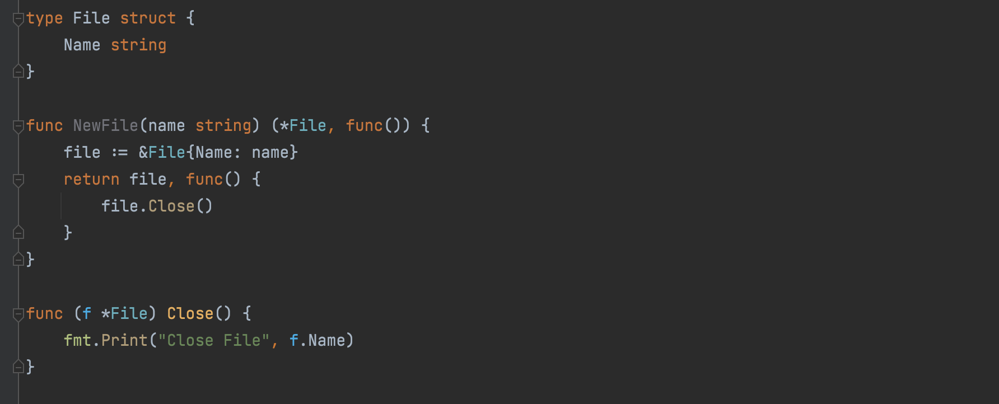 type File struct {
    Name string
}
func NewFile(name string) (*File, func()) {
    file := &File{Name: name}
    return file, func() {
        file.Close()
    }
}
func (f *File) Close() {
    fmt.Print("Close File", f.Name)
}